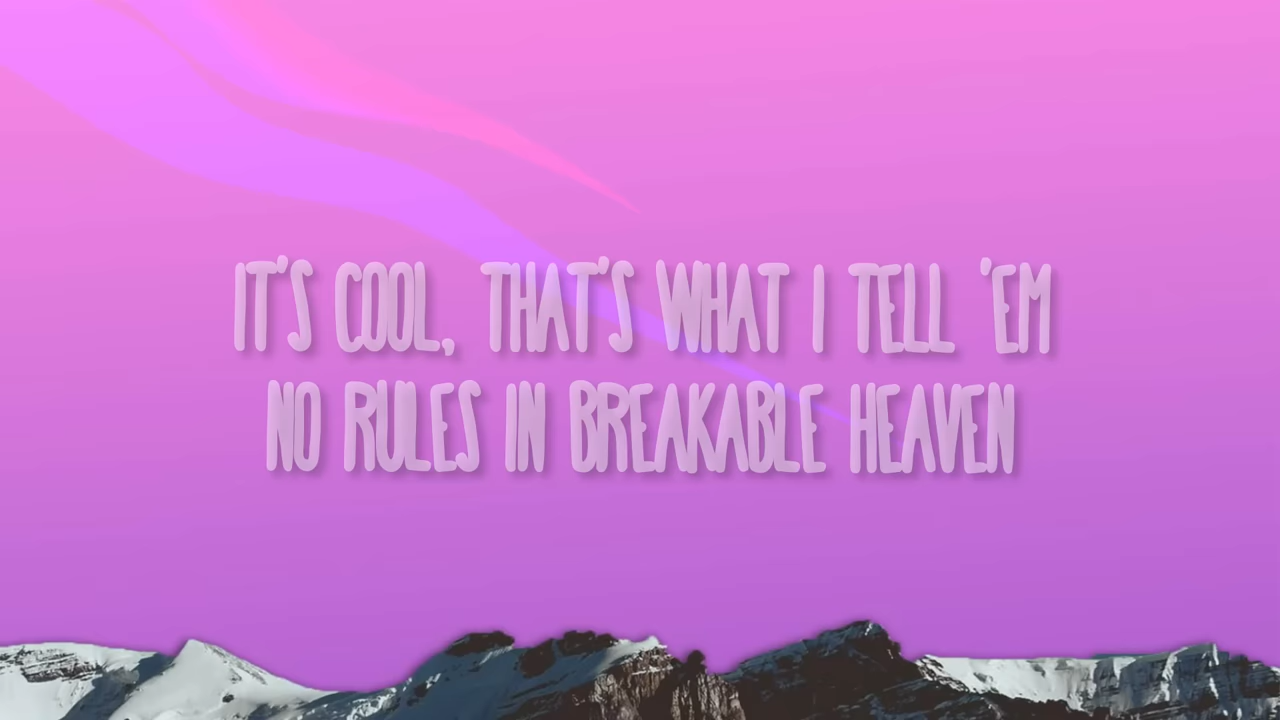 IT'S COOL, THAT'S WHAT I TELL 'EM
NO RULES IN BREAKABLE HEAVEN